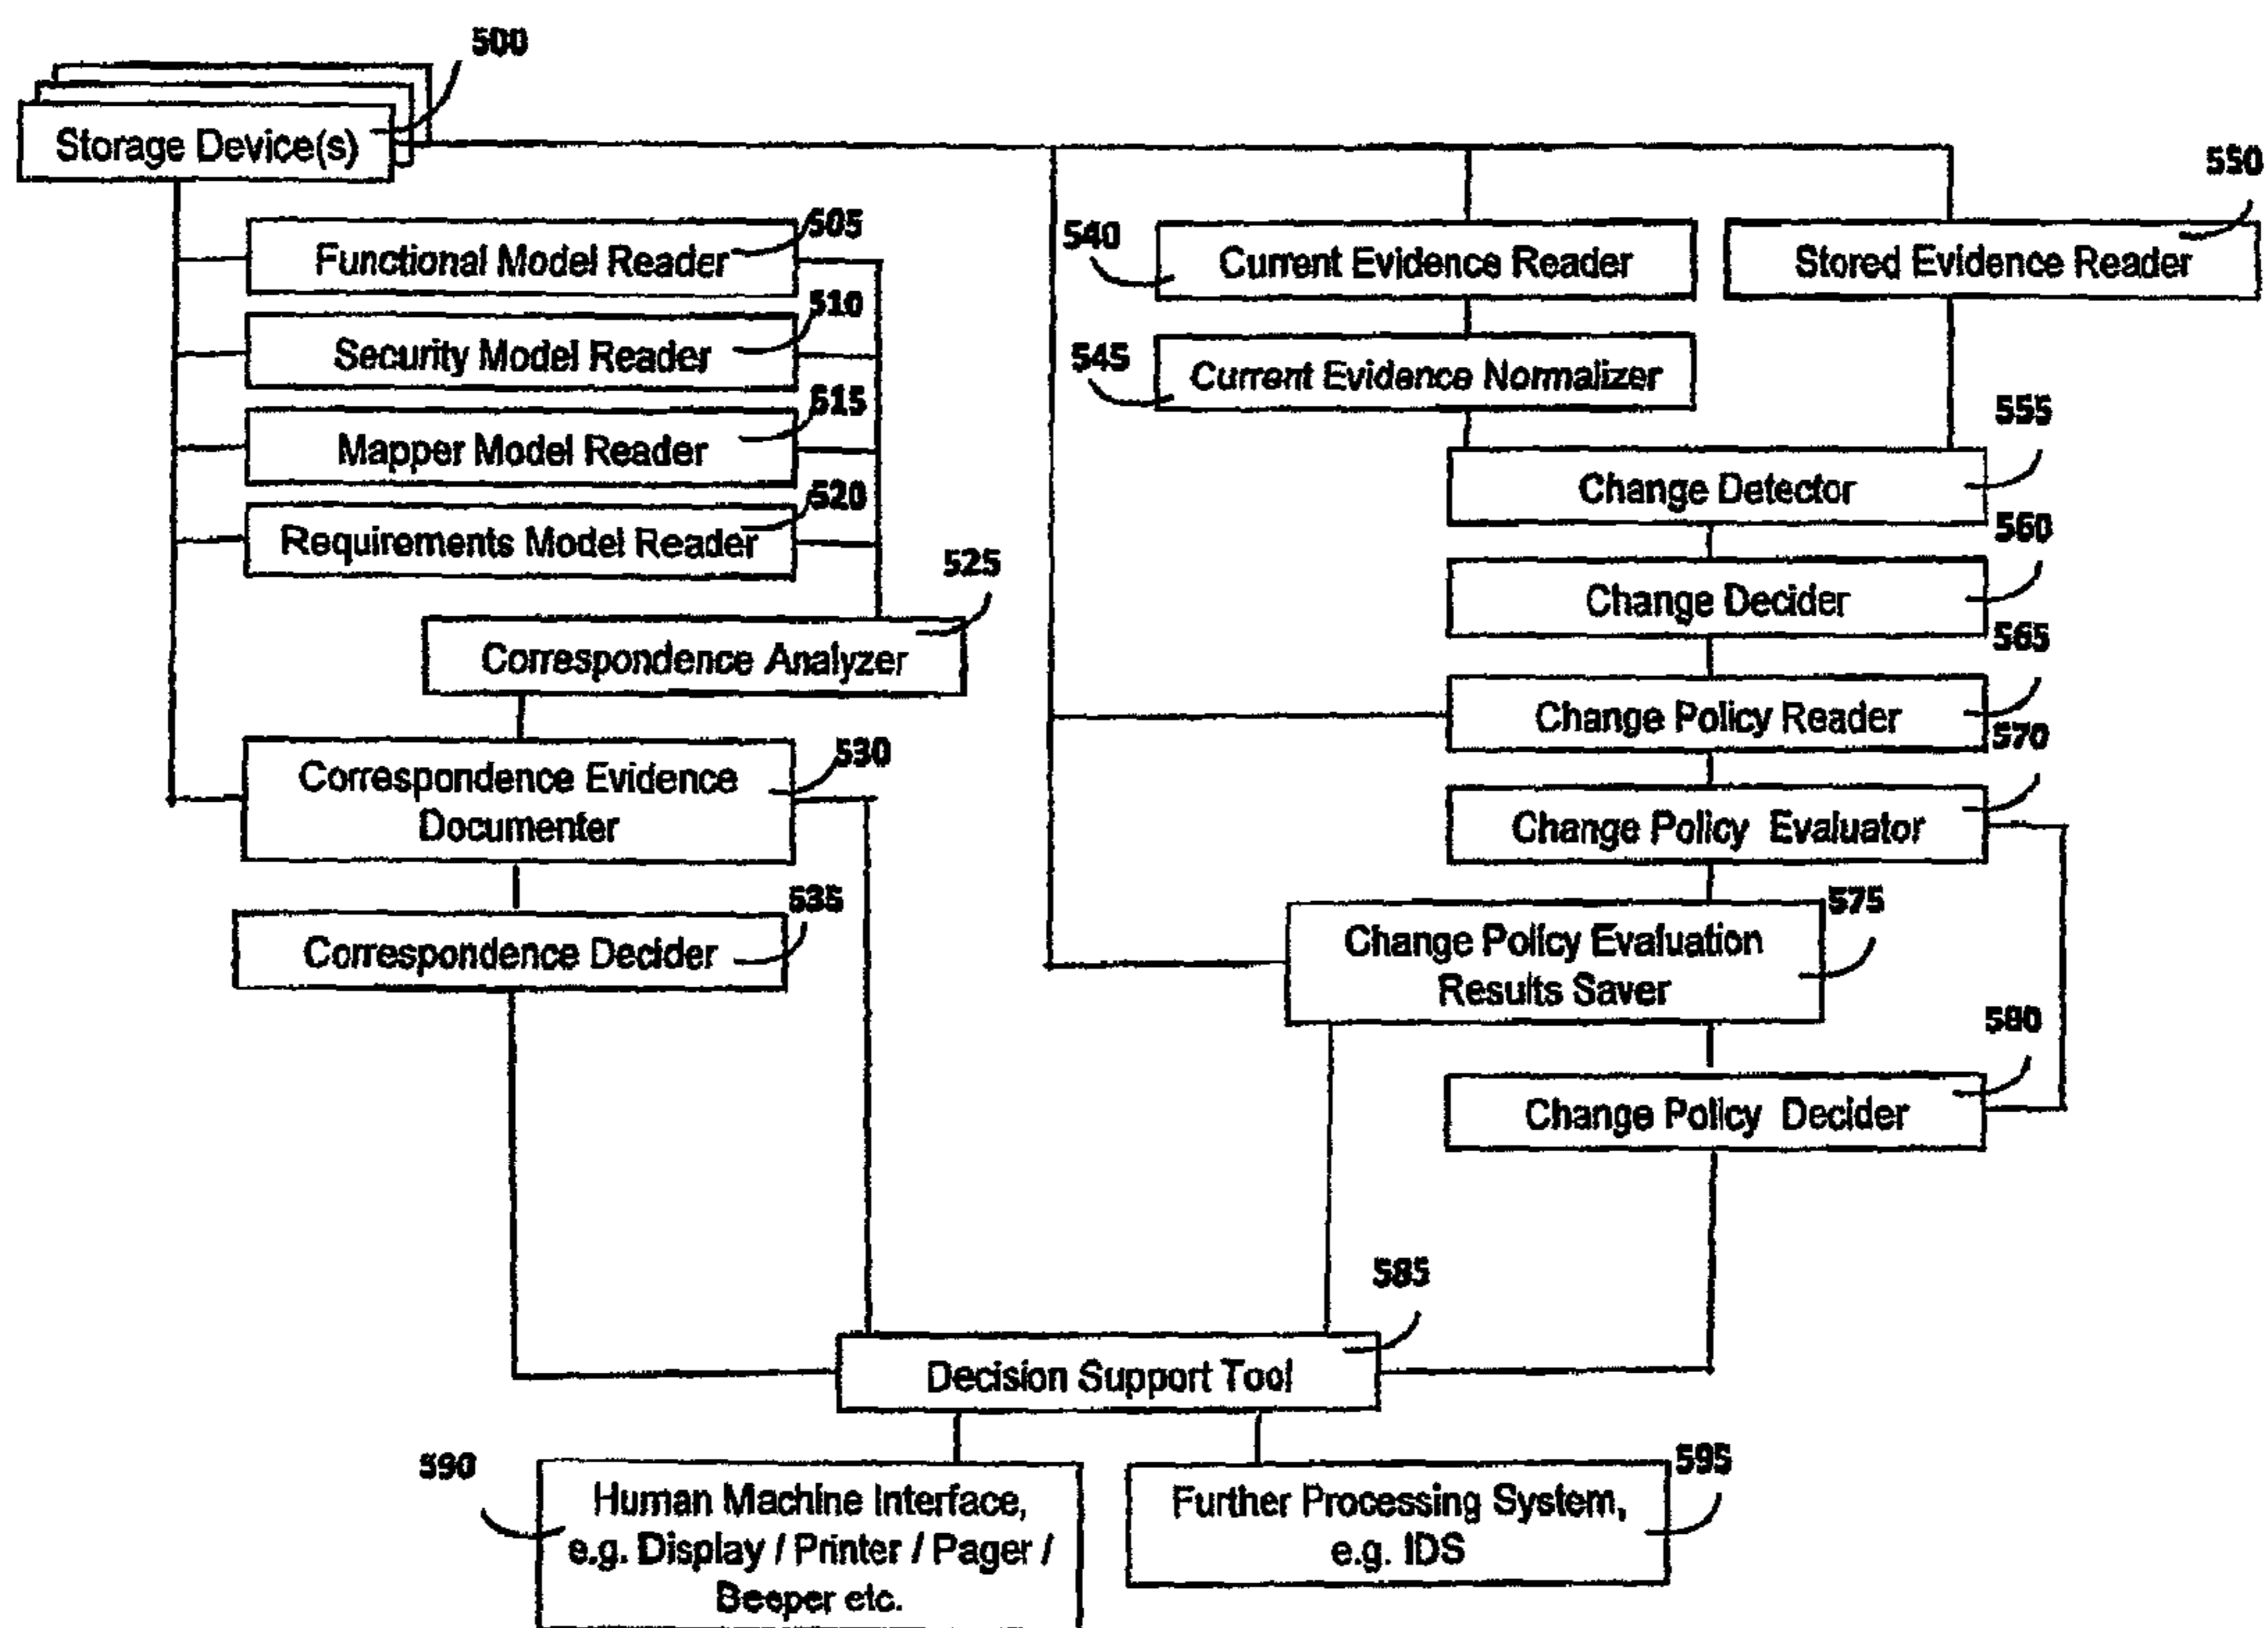 500
Storage Device(s)
550
505
Functional Model Reader
540
Current Evidence Reader
Stored Evidence Reader
510
Security Model Reader
545
Current Evidence Normalizer
515
Mapper Model Reader
555
Change Detector
520
Requirements Model Reader
560
Change Decider
525
Correspondence Analyzer
565
Change Policy Reader
570
530
Correspondence Evidence
Documenter
Change Policy Evaluator
535
Correspondence Decider
575
Change Policy Evaluation
Results Saver
580
Change Policy Decider
585
Decision Support Tool
590
Human Machine Interface,
e.g. Display / Printer / Pager /
Beeper etc.
595
Further Processing System,
e.g. IDS